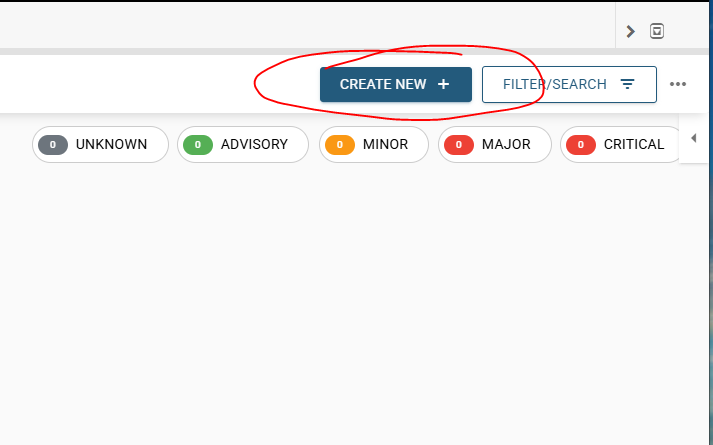 CREATE NEW + FILTER/SEARCH
0 UNKNOWN 0 ADVISORY 0 MINOR 0 MAJOR 0 CRITICAL